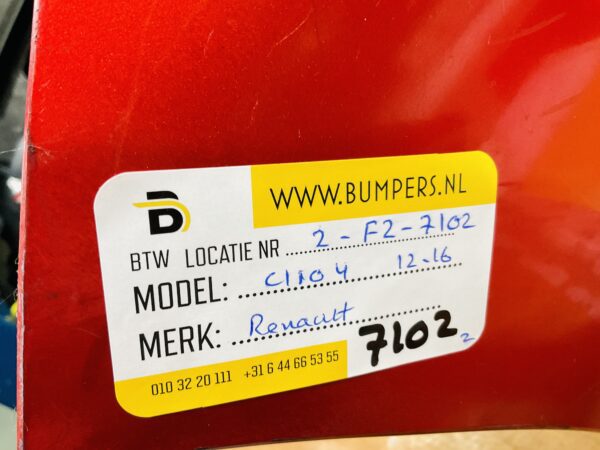 WWW.BUMPERS.NL
D
BTW LOCATIE NR 2-F2-7102
MODEL: Clio 4 12-16
MERK: Renault
7102 2
010 32 20 111 +31 6 44 66 53 55